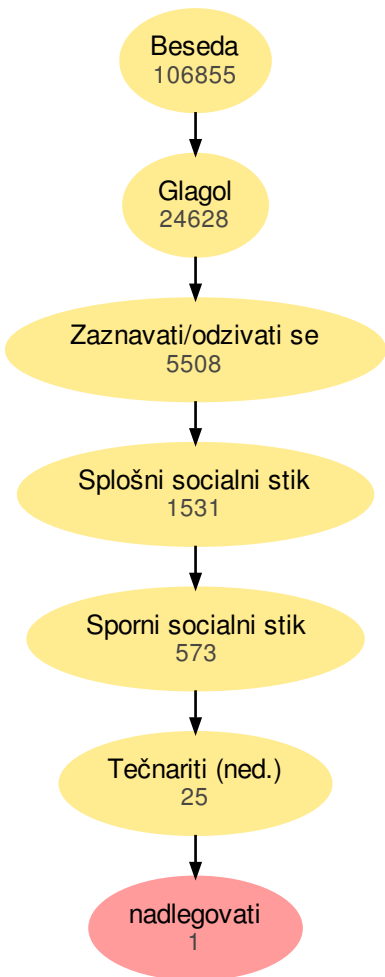 Beseda
106855
Glagol
24628
Zaznavati/odzivati se
5508
Splošni socialni stik
1531
Sporni socialni stik
573
Tečnariti (ned.)
25
nadlegovati
1